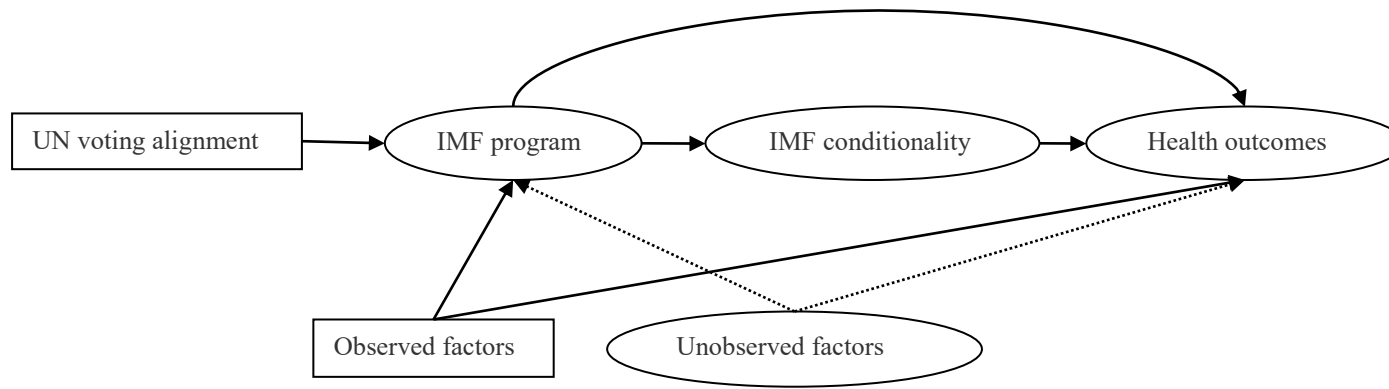 UN voting alignment
IMF program
IMF conditionality
Health outcomes
Observed factors
Unobserved factors